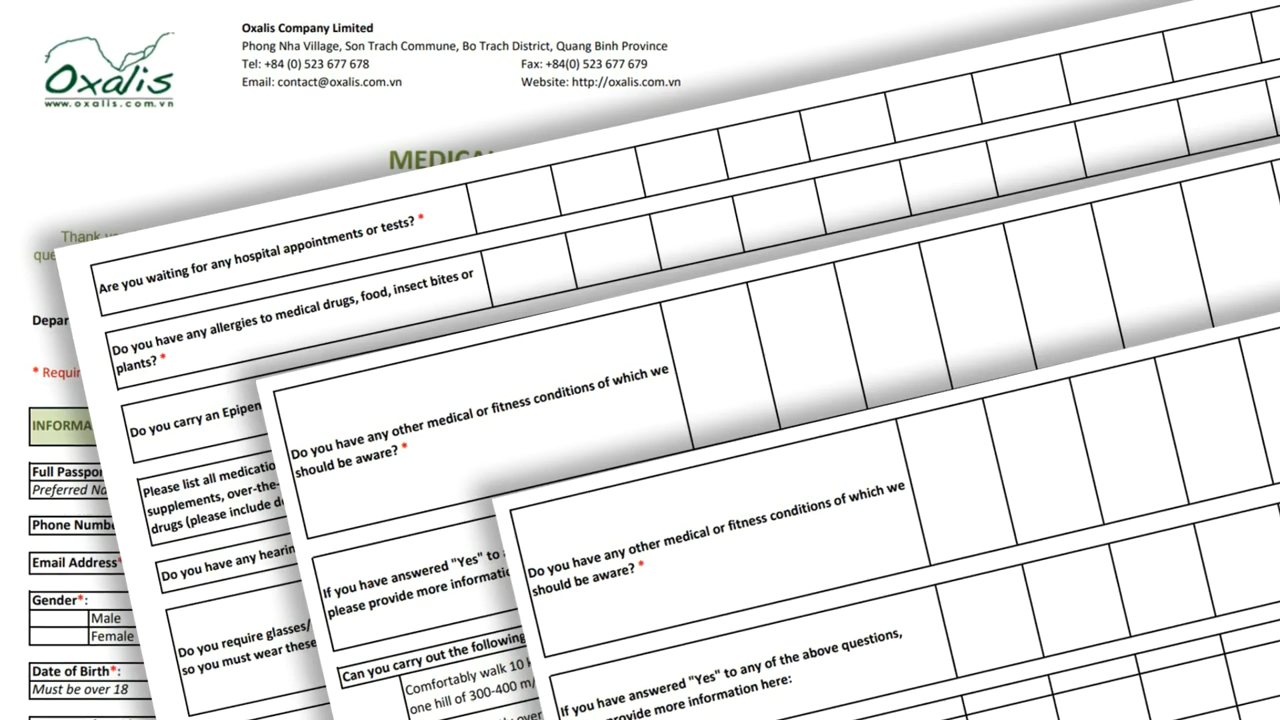 Oxalis
www.oxalis.com.vn
Oxalis Company Limited
Phong Nha Village, Son Trach Commune, Bo Trach District, Quang Binh Province
Tel: +84 (0) 523 677 678 Fax: +84(0) 523 677 679
Email: contact@oxalis.com.vn Website: http://oxalis.com.vn
MEDICAL
Thank
* Requir
INFORMA
Full Passpor
Preferred Na
Phone Numb
Email Address*
Gender*:
Male
Female
Date of Birth*:
Must be over 18
Are you waiting for any hospital appointments or tests? *
Do you have any allergies to medical drugs, food, insect bites or
plants? *
Do you carry an Epipen
Please list all medicatio
supplements, over-the-
drugs (please include d
Do you have any hearin
Do you require glasses/
so you must wear these
Do you have any other medical or fitness conditions of which we
should be aware? *
If you have answered "Yes" to
please provide more informatio
Can you carry out the following
Comfortably walk 10 k
one hill of 300-400 m/
over
Do you have any other medical or fitness conditions of which we
should be aware? *
If you have answered "Yes" to any of the above questions,
provide more information here: